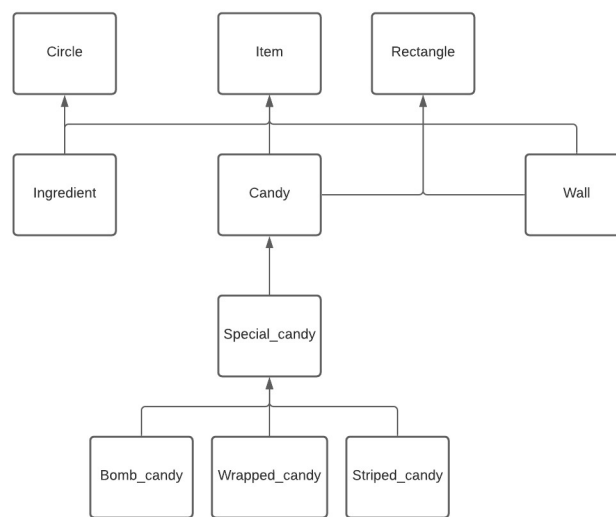 Circle
Item
Rectangle
Ingredient
Candy
Wall
Special_candy
Bomb_candy
Wrapped_candy
Striped_candy